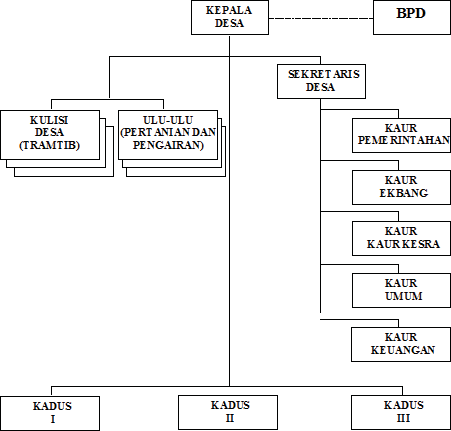 KEPALA
DESA
BPD
SEKRETARIS
DESA
KULISI
DESA
(TRAMTIB)
ULU-ULU
(PERTANIAN DAN
PENGAIRAN)
KAUR
PEMERINTAHAN
KAUR
EKBANG
KAUR
KAUR KESRA
KAUR
UMUM
KAUR
KEUANGAN
KADUS
I
KADUS
II
KADUS
III